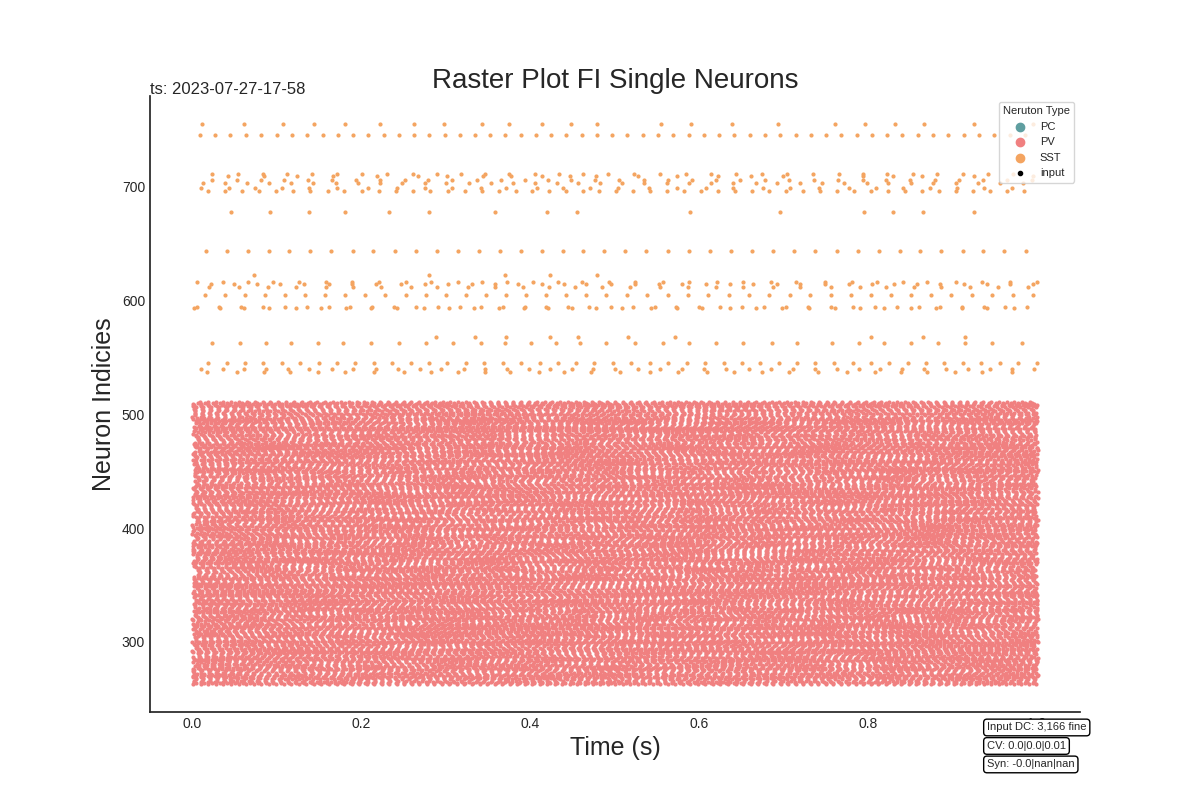 Raster Plot FI Single Neurons
ts: 2023-07-27-17-58
Neruton Type
PC
PV
SST
input
700
600
500
400
300
Neuron Indicies
0.0 0.2 0.4 0.6 0.8
Time (s)
Input DC: 3,166 fine
CV: 0.0|0.0|0.01
Syn: -0.0|nan|nan